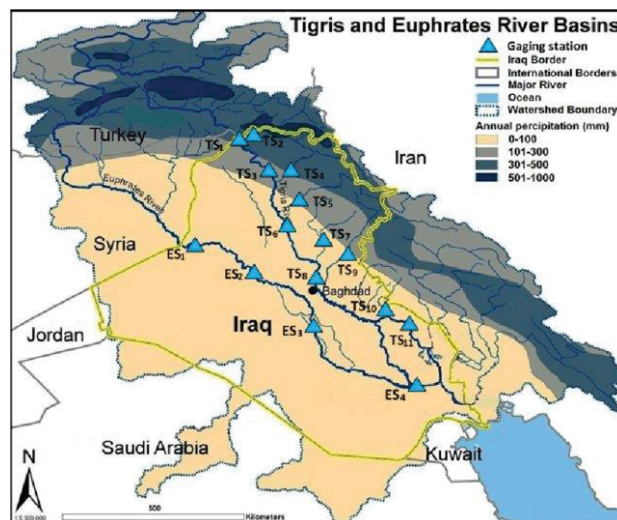 Tigris and Euphrates River Basins
Gaging station
Iraq Border
International Borders
Major River
Ocean
Watershed Boundary
Annual percipitation (mm)
0-100
101-300
301-500
501-1000
Turkey
Iran
Syria
Jordan
Iraq
Saudi Arabia
Kuwait
Baghdad
Euphrates River
TS1
TS2
TS3
TS4
TS5
TS6
TS7
TS8
TS9
TS10
TS11
ES1
ES2
ES3
ES4
N
500
Kilometers